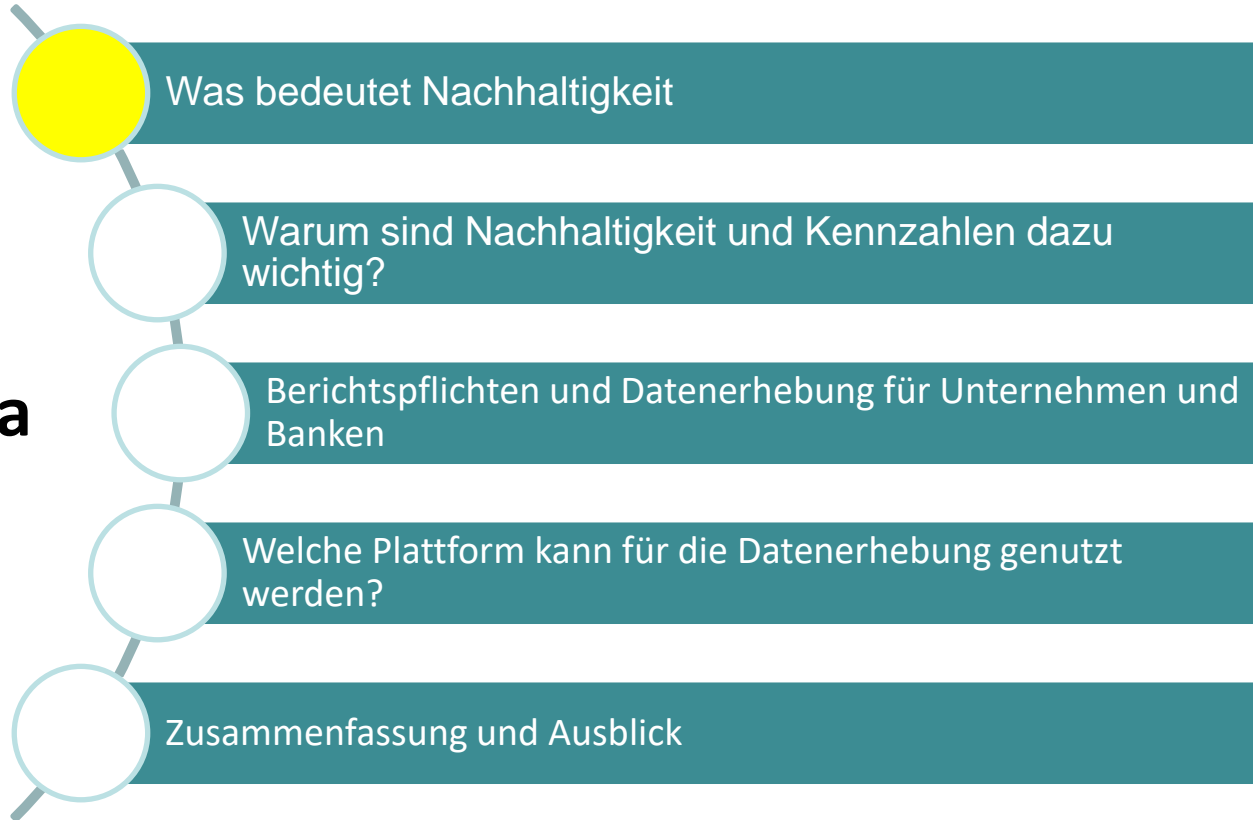 Was bedeutet Nachhaltigkeit
Warum sind Nachhaltigkeit und Kennzahlen dazu
wichtig?
a
Berichtspflichten und Datenerhebung für Unternehmen und
Banken
Welche Plattform kann für die Datenerhebung genutzt
werden?
Zusammenfassung und Ausblick